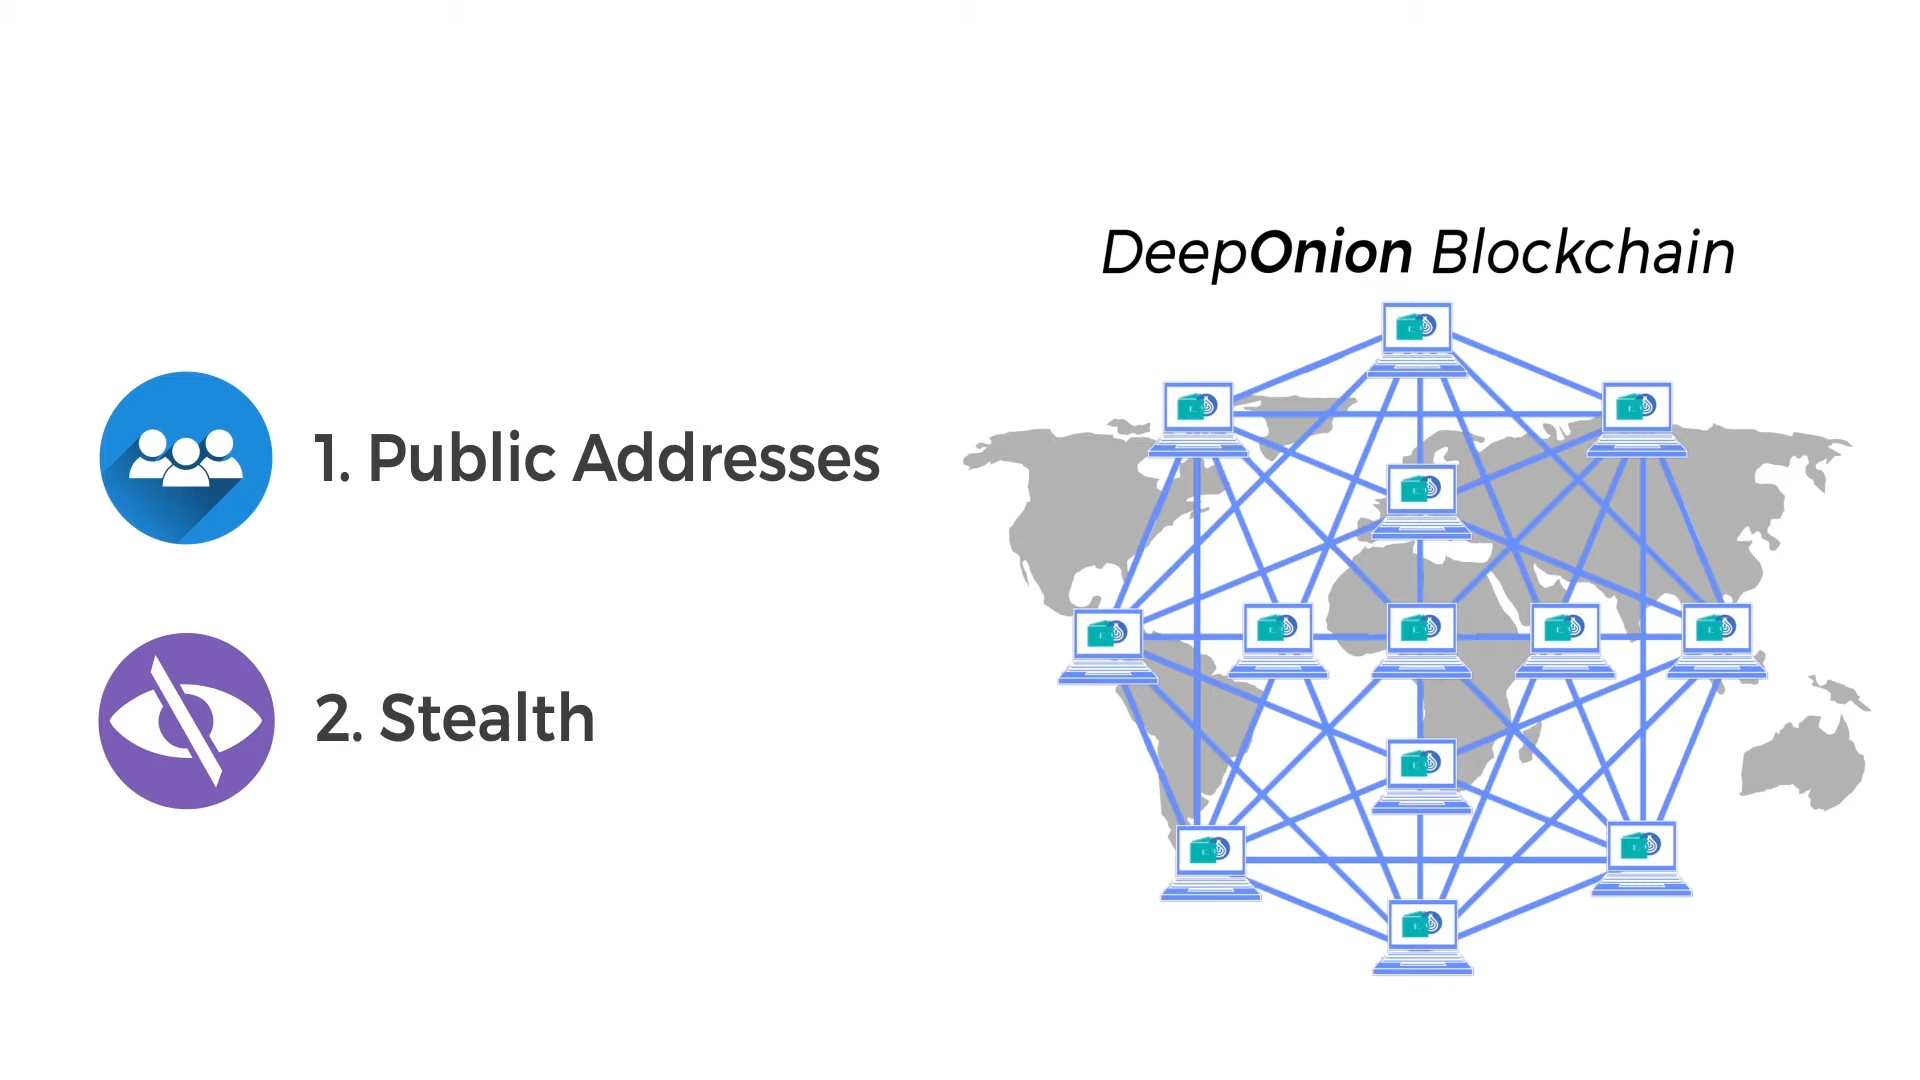 DeepOnion Blockchain
1. Public Addresses
2. Stealth